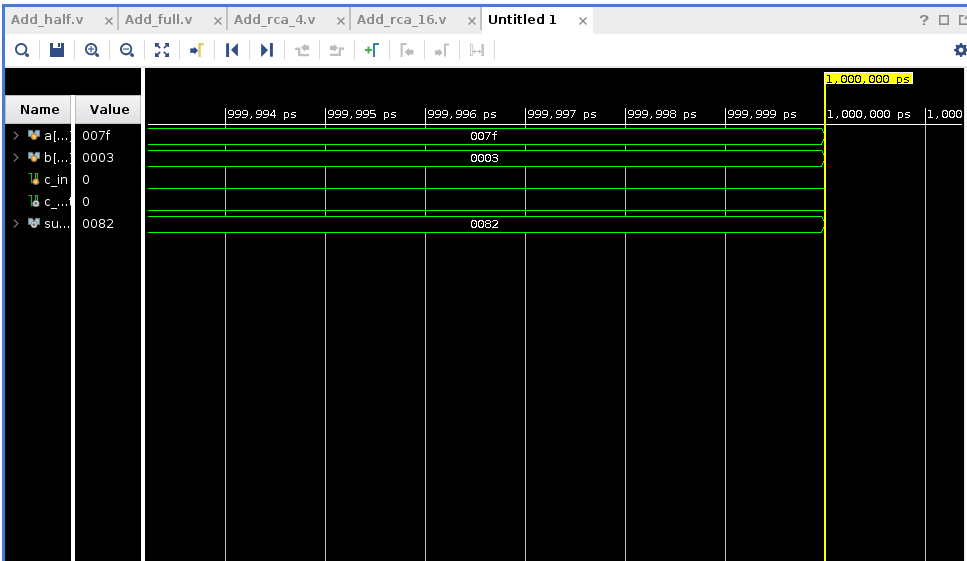 Add_half.v Add_full.v Add_rca_4.v Add_rca_16.v Untitled 1
1,000,000 ps
Name Value
999,994 ps 999,995 ps 999,996 ps 999,997 ps 999,998 ps 999,999 ps 1,000,000 ps 1,000
a[...] 007f 007f
b[...] 0003 0003
c_in 0
c_...t 0
su... 0082 0082